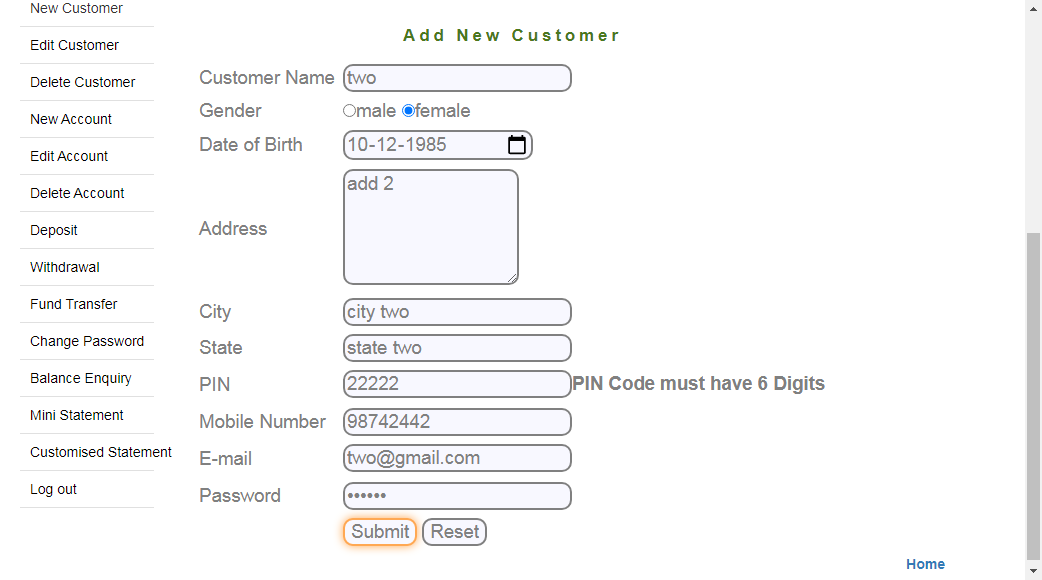 New Customer
Edit Customer
Delete Customer
New Account
Edit Account
Delete Account
Deposit
Withdrawal
Fund Transfer
Change Password
Balance Enquiry
Mini Statement
Customised Statement
Log out
Add New Customer
Customer Name two
Gender male female
Date of Birth 10-12-1985
Address add 2
City city two
State state two
PIN 22222 PIN Code must have 6 Digits
Mobile Number 98742442
E-mail two@gmail.com
Password ••••••
Submit Reset
Home